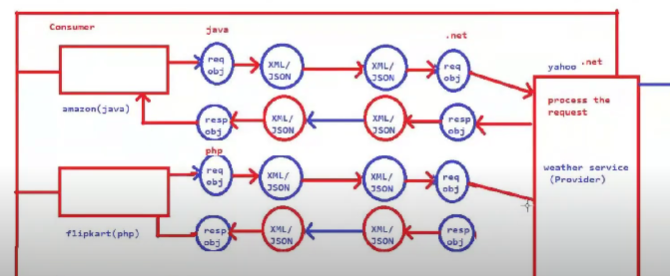 Consumer
java
.net
req
obj
XML/
JSON
XML/
JSON
req
obj
yahoo .net
amazon(java)
resp
obj
XML/
JSON
XML/
JSON
resp
obj
process the
request
php
req
obj
XML/
JSON
XML/
JSON
req
obj
weather service
(Provider)
flipkart(php)
resp
obj
XML/
JSON
XML/
JSON
resp
obj